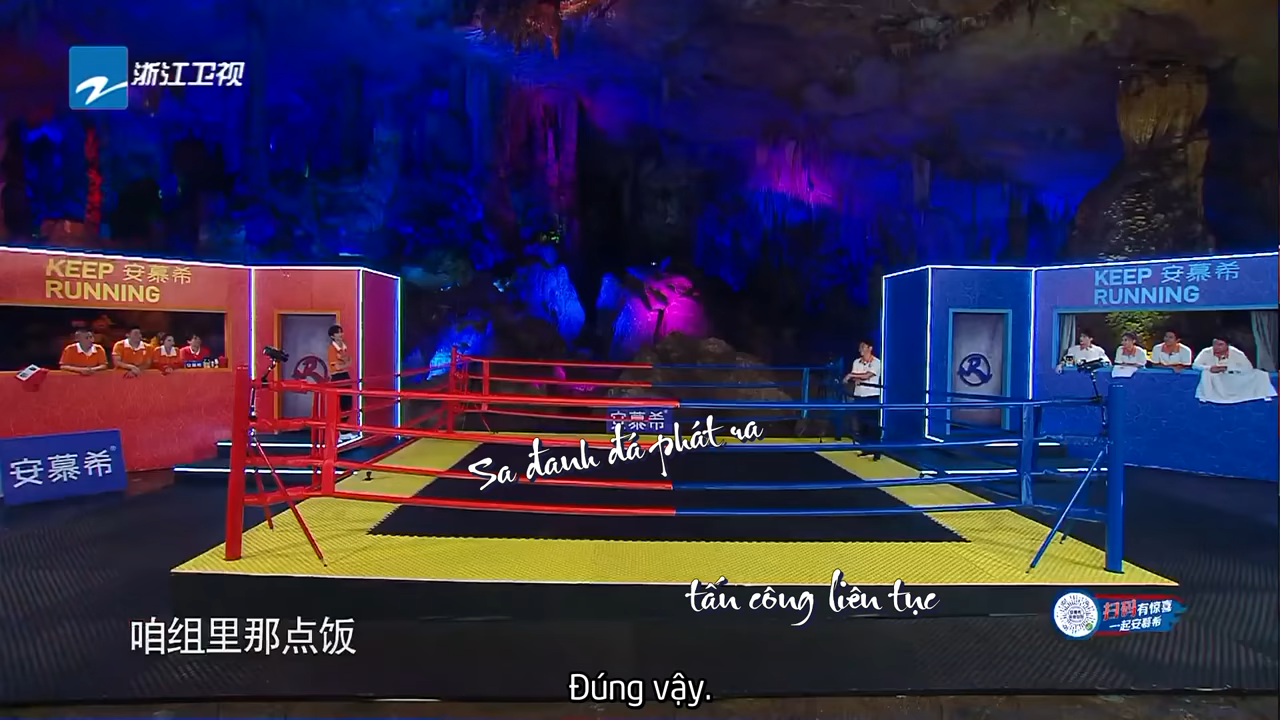 浙江卫视
KEEP 安慕希
RUNNING
KEEP 安慕希
RUNNING
安慕希
安慕希
Sa đanh đá phát ra
tấn công liên tục
扫码有惊喜
一起安慕希
咱组里那点饭
Đúng vậy.